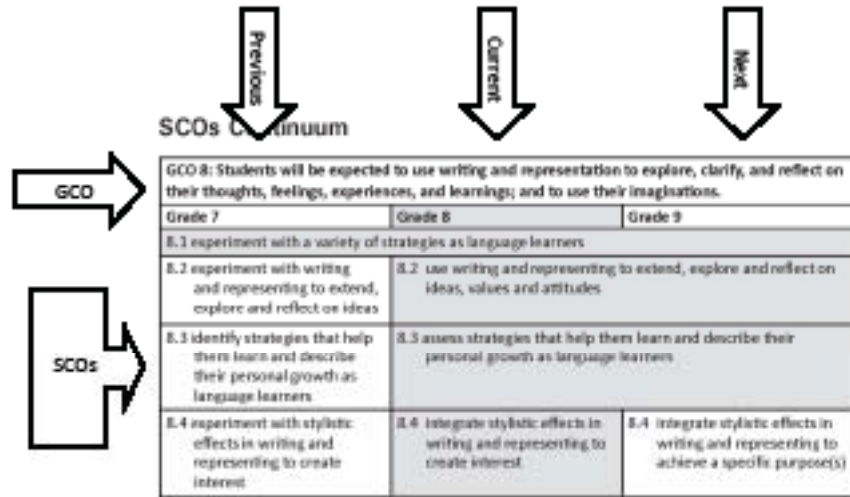 Previous
Current
Next
SCOs Continuum
GCO
GCO 8: Students will be expected to use writing and representation to explore, clarify, and reflect on
their thoughts, feelings, experiences, and learnings; and to use their imaginations.
Grade 7
Grade 8
Grade 9
8.1 experiment with a variety of strategies as language learners
8.2 experiment with writing
and representing to extend,
explore and reflect on ideas
8.2 use writing and representing to extend, explore and reflect on
ideas, values and attitudes
SCOs
8.3 identify strategies that help
them learn and describe
their personal growth as
language learners
8.3 assess strategies that help them learn and describe their
personal growth as language learners
8.4 experiment with stylistic
effects in writing and
representing to create
interest
8.4 integrate stylistic effects in
writing and representing to
create interest
8.4 integrate stylistic effects in
writing and representing to
achieve a specific purpose(s)